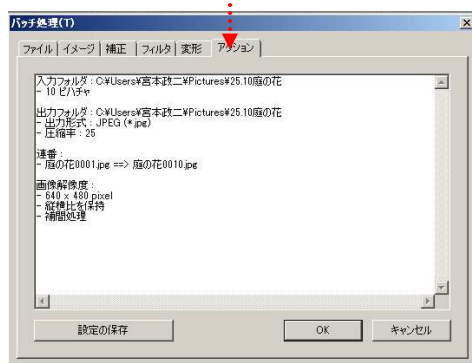 バッチ処理(T)
ファイル イメージ 補正 フィルタ 変形 アクション
入力フォルダ : C:¥Users¥宮本政二¥Pictures¥25.10庭の花
- 10 ピクチャ
出力フォルダ : C:¥Users¥宮本政二¥Pictures¥25.10庭の花
- 出力形式 : JPEG (*.jpg)
- 圧縮率 : 25
連番 :
- 庭の花0001.jpg ==> 庭の花0010.jpg
画像解像度 :
- 640 x 480 pixel
- 縦横比を保持
- 補間処理
設定の保存 OK キャンセル